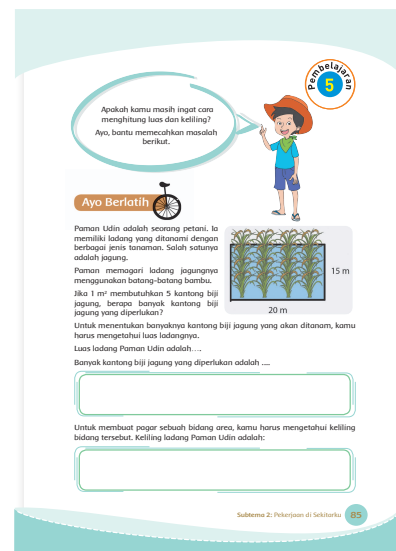 Pembelajaran
5
Apakah kamu masih ingat cara
menghitung luas dan keliling?
Ayo, bantu memecahkan masalah
berikut.
Ayo Berlatih
Paman Udin adalah seorang petani. Ia
memiliki ladang yang ditanami dengan
berbagai jenis tanaman. Salah satunya
adalah jagung.
Paman memagari ladang jagungnya
menggunakan batang-batang bambu.
Jika 1 m² membutuhkan 5 kantong biji
jagung, berapa banyak kantong biji
jagung yang diperlukan?
15 m
20 m
Untuk menentukan banyaknya kantong biji jagung yang akan ditanam, kamu
harus mengetahui luas ladangnya.
Luas ladang Paman Udin adalah….
Banyak kantong biji jagung yang diperlukan adalah ....
Untuk membuat pagar sebuah bidang area, kamu harus mengetahui keliling
bidang tersebut. Keliling ladang Paman Udin adalah:
Subtema 2: Pekerjaan di Sekitarku 85